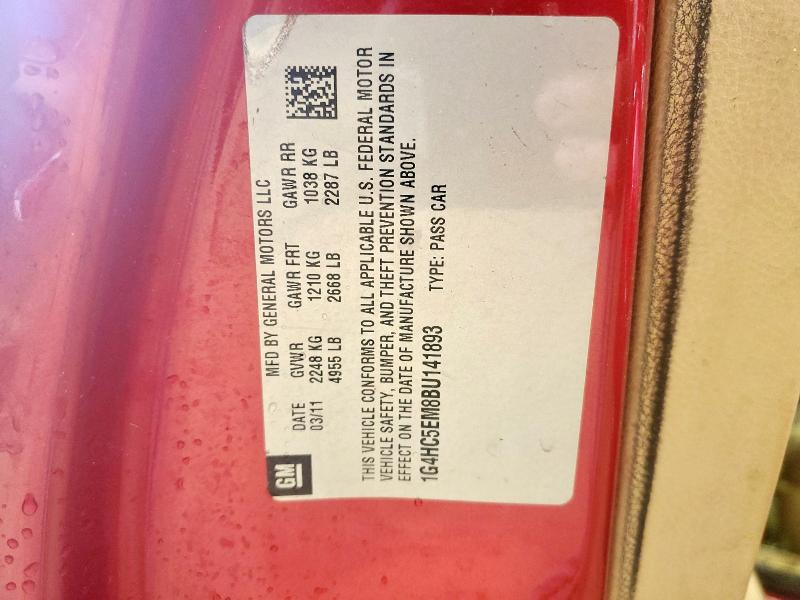 GM
MFD BY GENERAL MOTORS LLC
DATE GVWR GAWR FRT GAWR RR
03/11 2248 KG 1210 KG 1038 KG
4955 LB 2668 LB 2287 LB
THIS VEHICLE CONFORMS TO ALL APPLICABLE U.S. FEDERAL MOTOR
VEHICLE SAFETY, BUMPER, AND THEFT PREVENTION STANDARDS IN
EFFECT ON THE DATE OF MANUFACTURE SHOWN ABOVE.
1G4HC5EM8BU141893 TYPE: PASS CAR